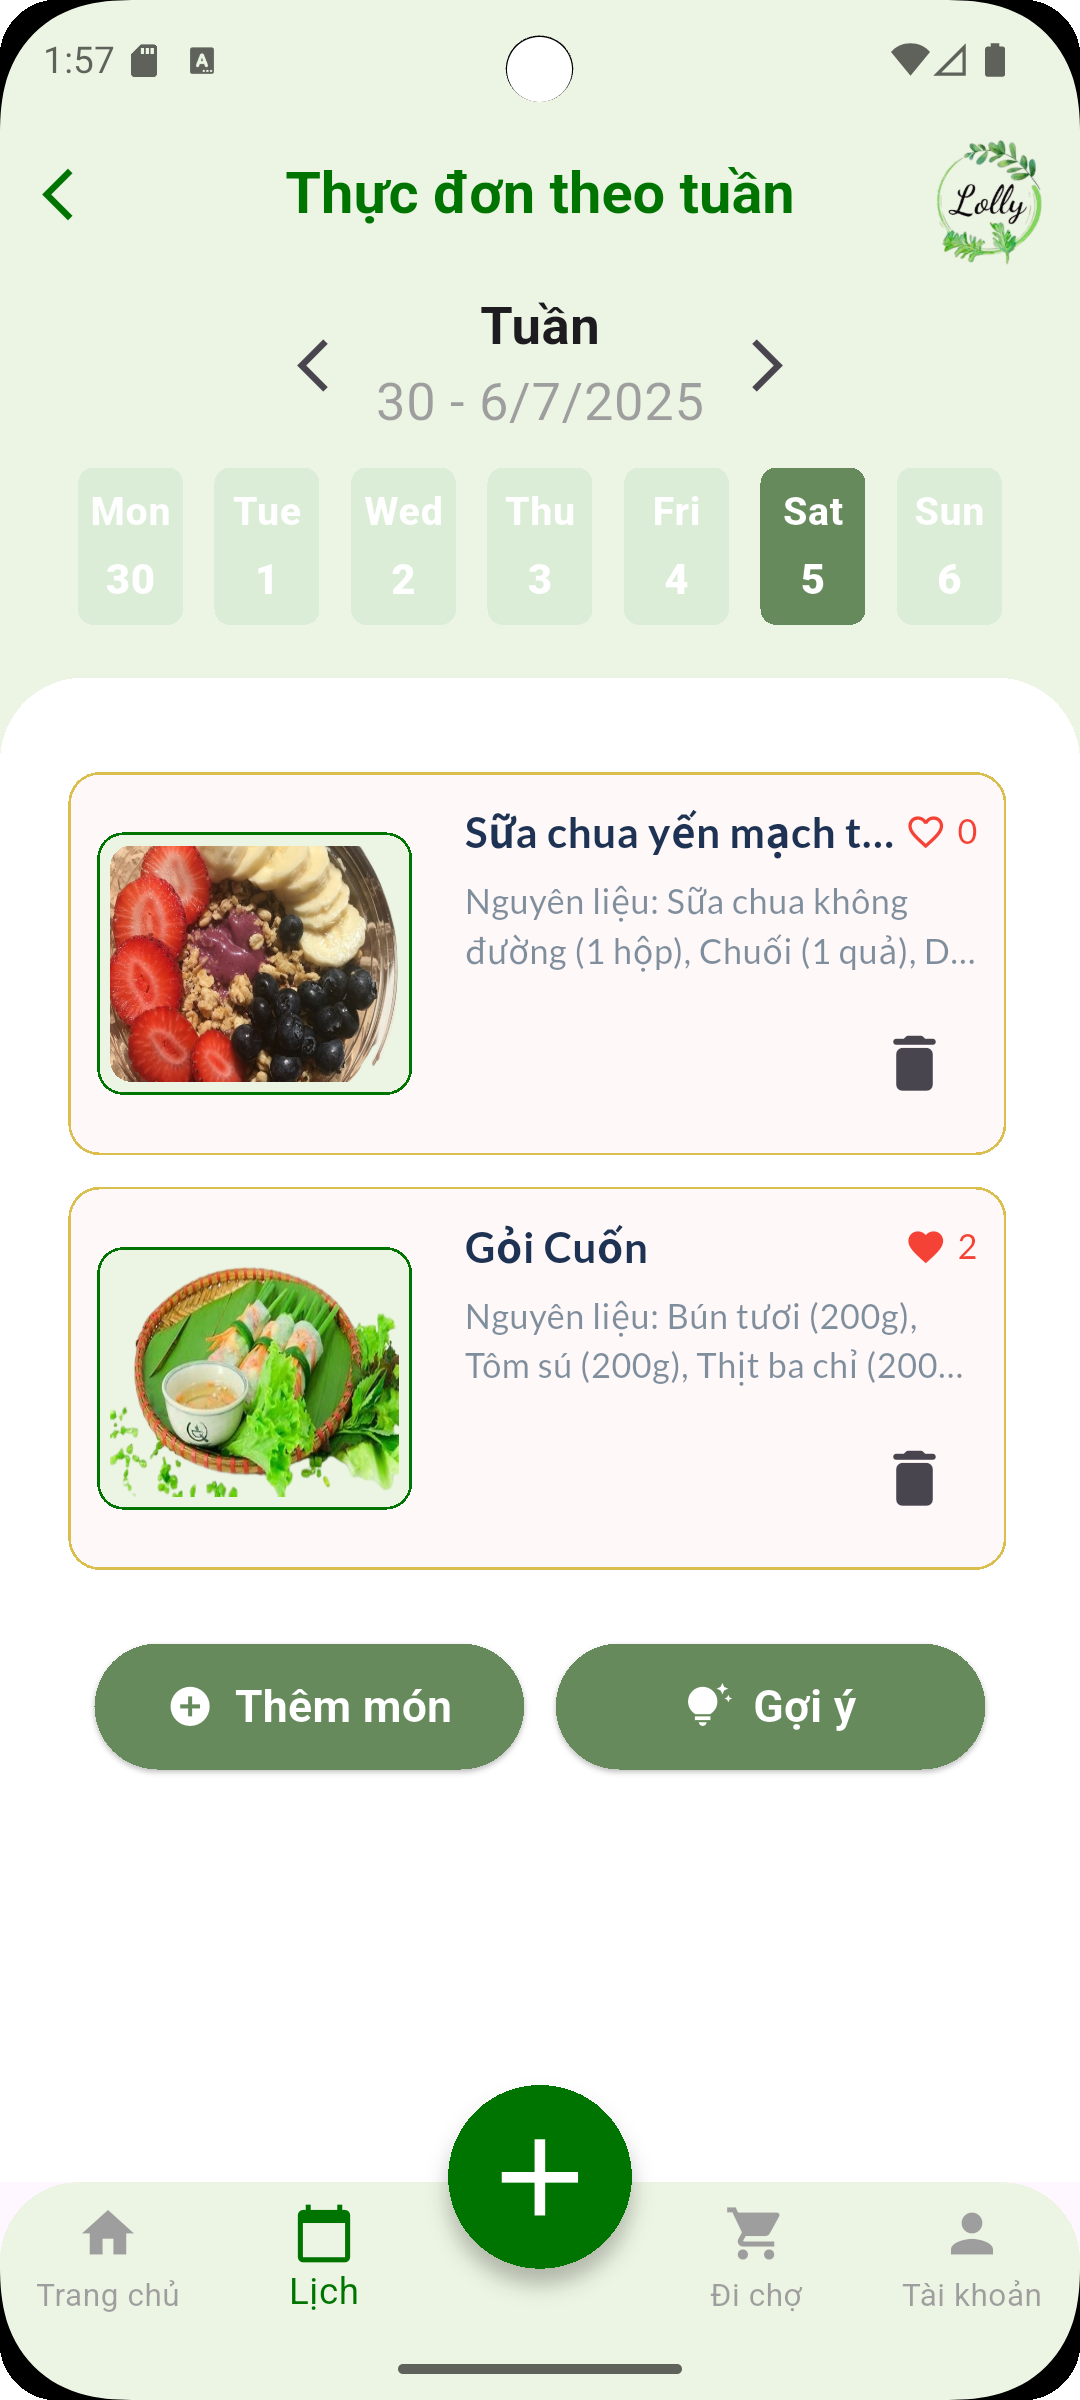 1:57
Thực đơn theo tuần
Lolly
Tuần
30 - 6/7/2025
Mon Tue Wed Thu Fri Sat Sun
30 1 2 3 4 5 6
Sữa chua yến mạch t... 0
Nguyên liệu: Sữa chua không
đường (1 hộp), Chuối (1 quả), D...
Gỏi Cuốn 2
Nguyên liệu: Bún tươi (200g),
Tôm sú (200g), Thịt ba chỉ (200...
Thêm món Gợi ý
Trang chủ Lịch Đi chợ Tài khoản